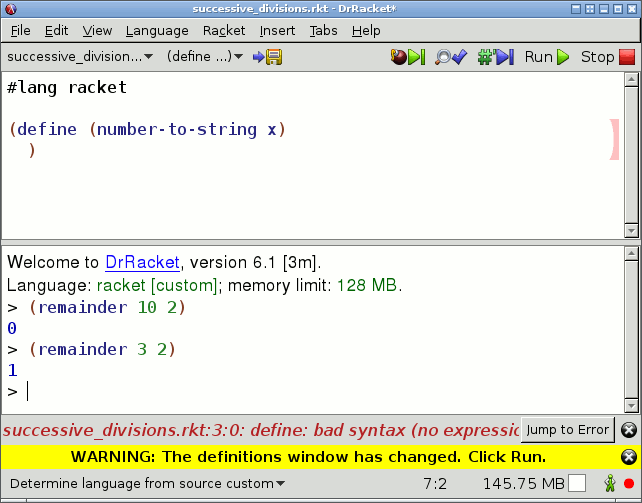 successive_divisions.rkt - DrRacket*
File Edit View Language Racket Insert Tabs Help
successive_division... (define ...) Run Stop
#lang racket
(define (number-to-string x)
)
Welcome to DrRacket, version 6.1 [3m].
Language: racket [custom]; memory limit: 128 MB.
> (remainder 10 2)
0
> (remainder 3 2)
1
>
successive_divisions.rkt:3:0: define: bad syntax (no expressio Jump to Error
WARNING: The definitions window has changed. Click Run.
Determine language from source custom 7:2 145.75 MB